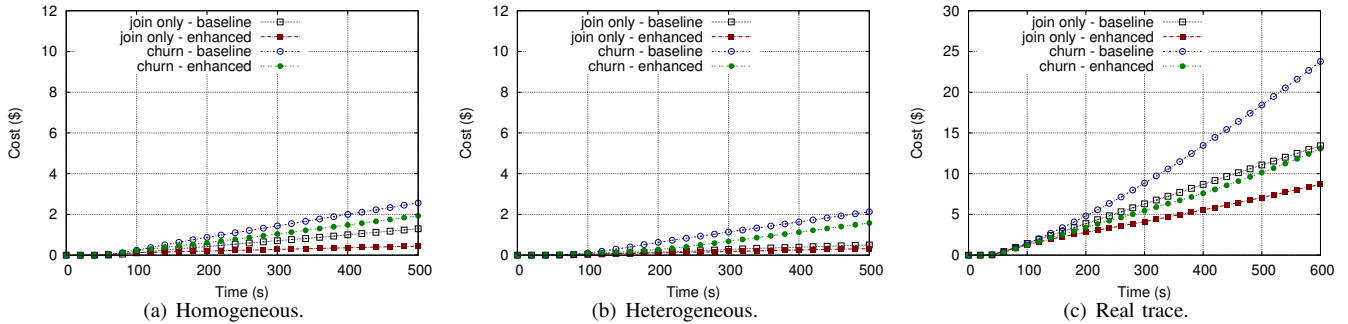 12
10
8
6
4
2
0
Cost ($)
join only - baseline
join only - enhanced
churn - baseline
churn - enhanced
0 100 200 300 400 500
Time (s)
(a) Homogeneous.
12
10
8
6
4
2
0
Cost ($)
join only - baseline
join only - enhanced
churn - baseline
churn - enhanced
0 100 200 300 400 500
Time (s)
(b) Heterogeneous.
30
25
20
15
10
5
0
Cost ($)
join only - baseline
join only - enhanced
churn - baseline
churn - enhanced
0 100 200 300 400 500 600
Time (s)
(c) Real trace.